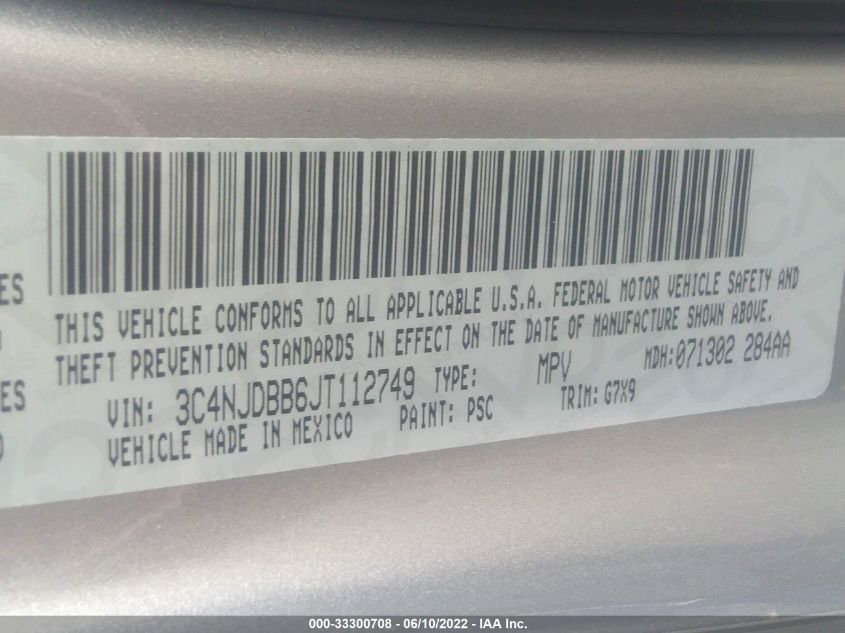 THIS VEHICLE CONFORMS TO ALL APPLICABLE U.S.A. FEDERAL MOTOR VEHICLE SAFETY AND
THEFT PREVENTION STANDARDS IN EFFECT ON THE DATE OF MANUFACTURE SHOWN ABOVE.
VIN: 3C4NJDBB6JT112749 TYPE: MPV MDH:071302 284AA
VEHICLE MADE IN MEXICO PAINT: PSC TRIM: G7X9
ES
ES
000-33300708 - 06/10/2022 - IAA Inc.